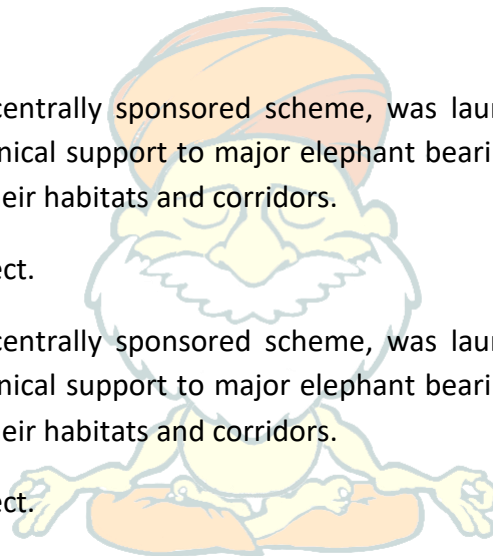 centrally sponsored scheme, was laun
nical support to major elephant beari
eir habitats and corridors.
ect.
centrally sponsored scheme, was laun
nical support to major elephant beari
eir habitats and corridors.
ect.